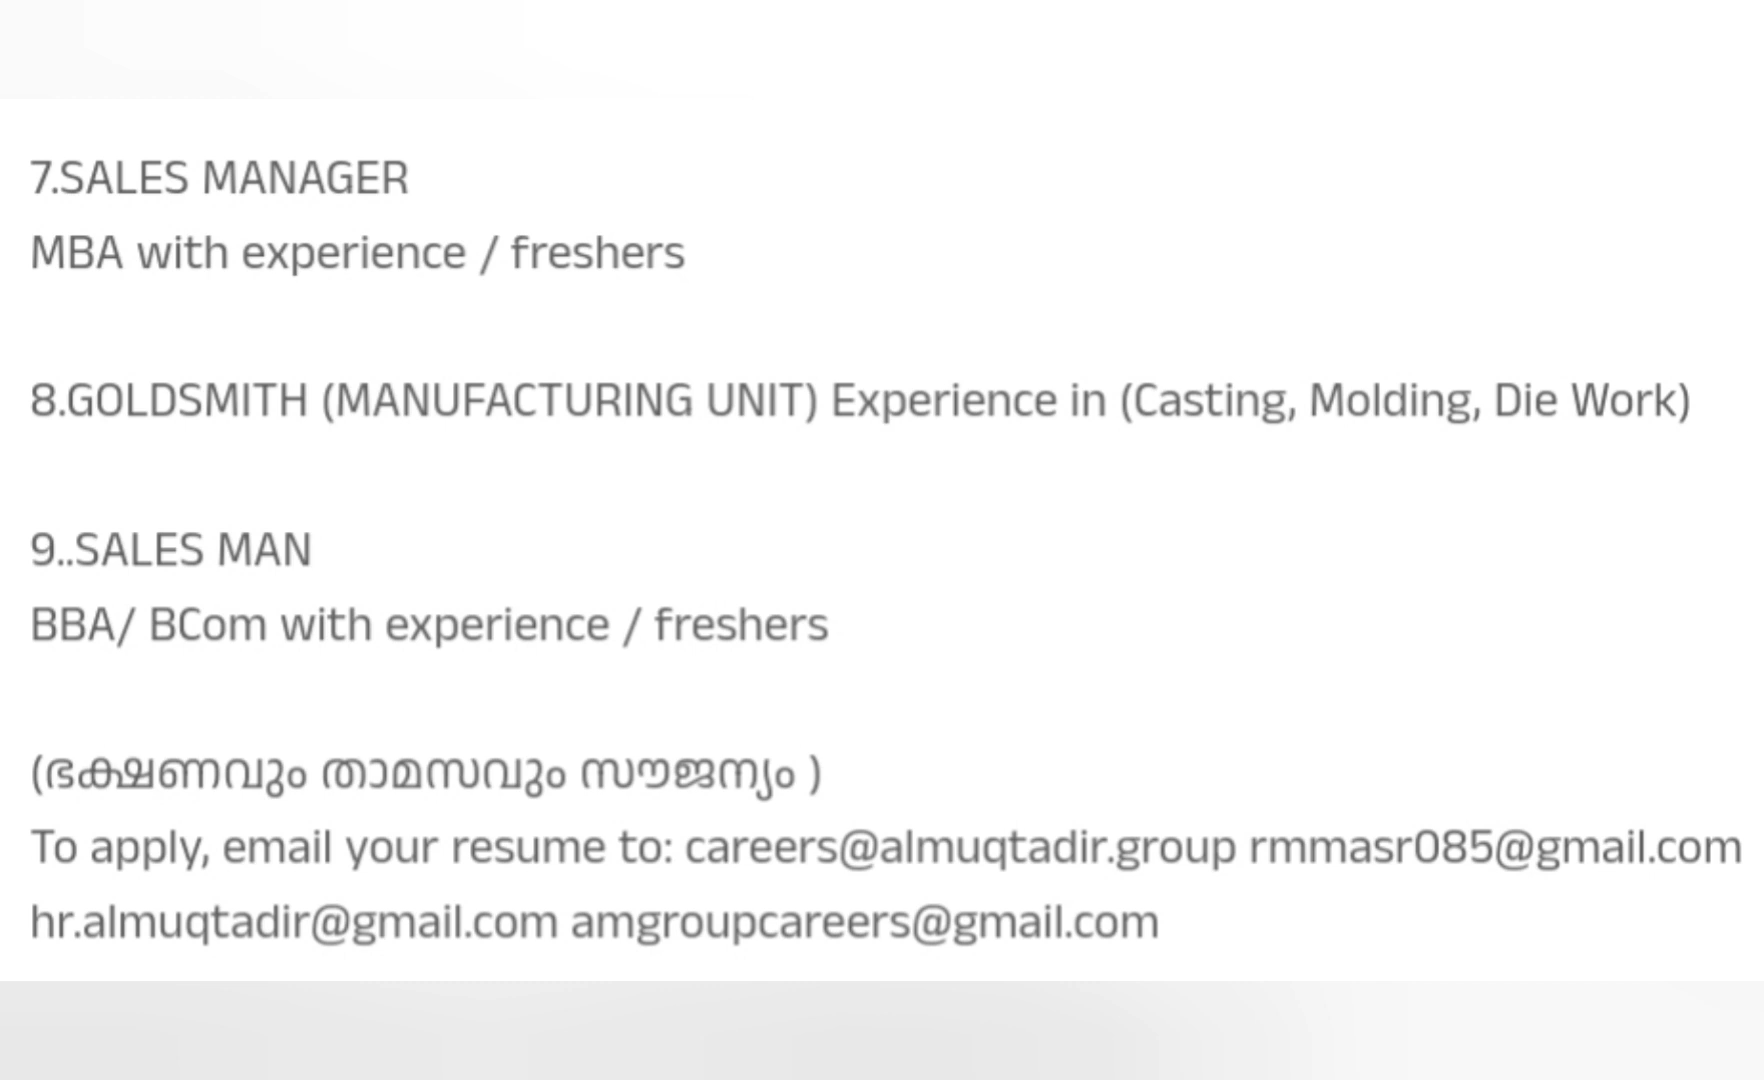 7.SALES MANAGER
MBA with experience / freshers
8.GOLDSMITH (MANUFACTURING UNIT) Experience in (Casting, Molding, Die Work)
9..SALES MAN
BBA/ BCom with experience / freshers
(ഭക്ഷണവും താമസവും സൗജന്യം )
To apply, email your resume to: careers@almuqtadir.group rmmasr085@gmail.com
hr.almuqtadir@gmail.com amgroupcareers@gmail.com